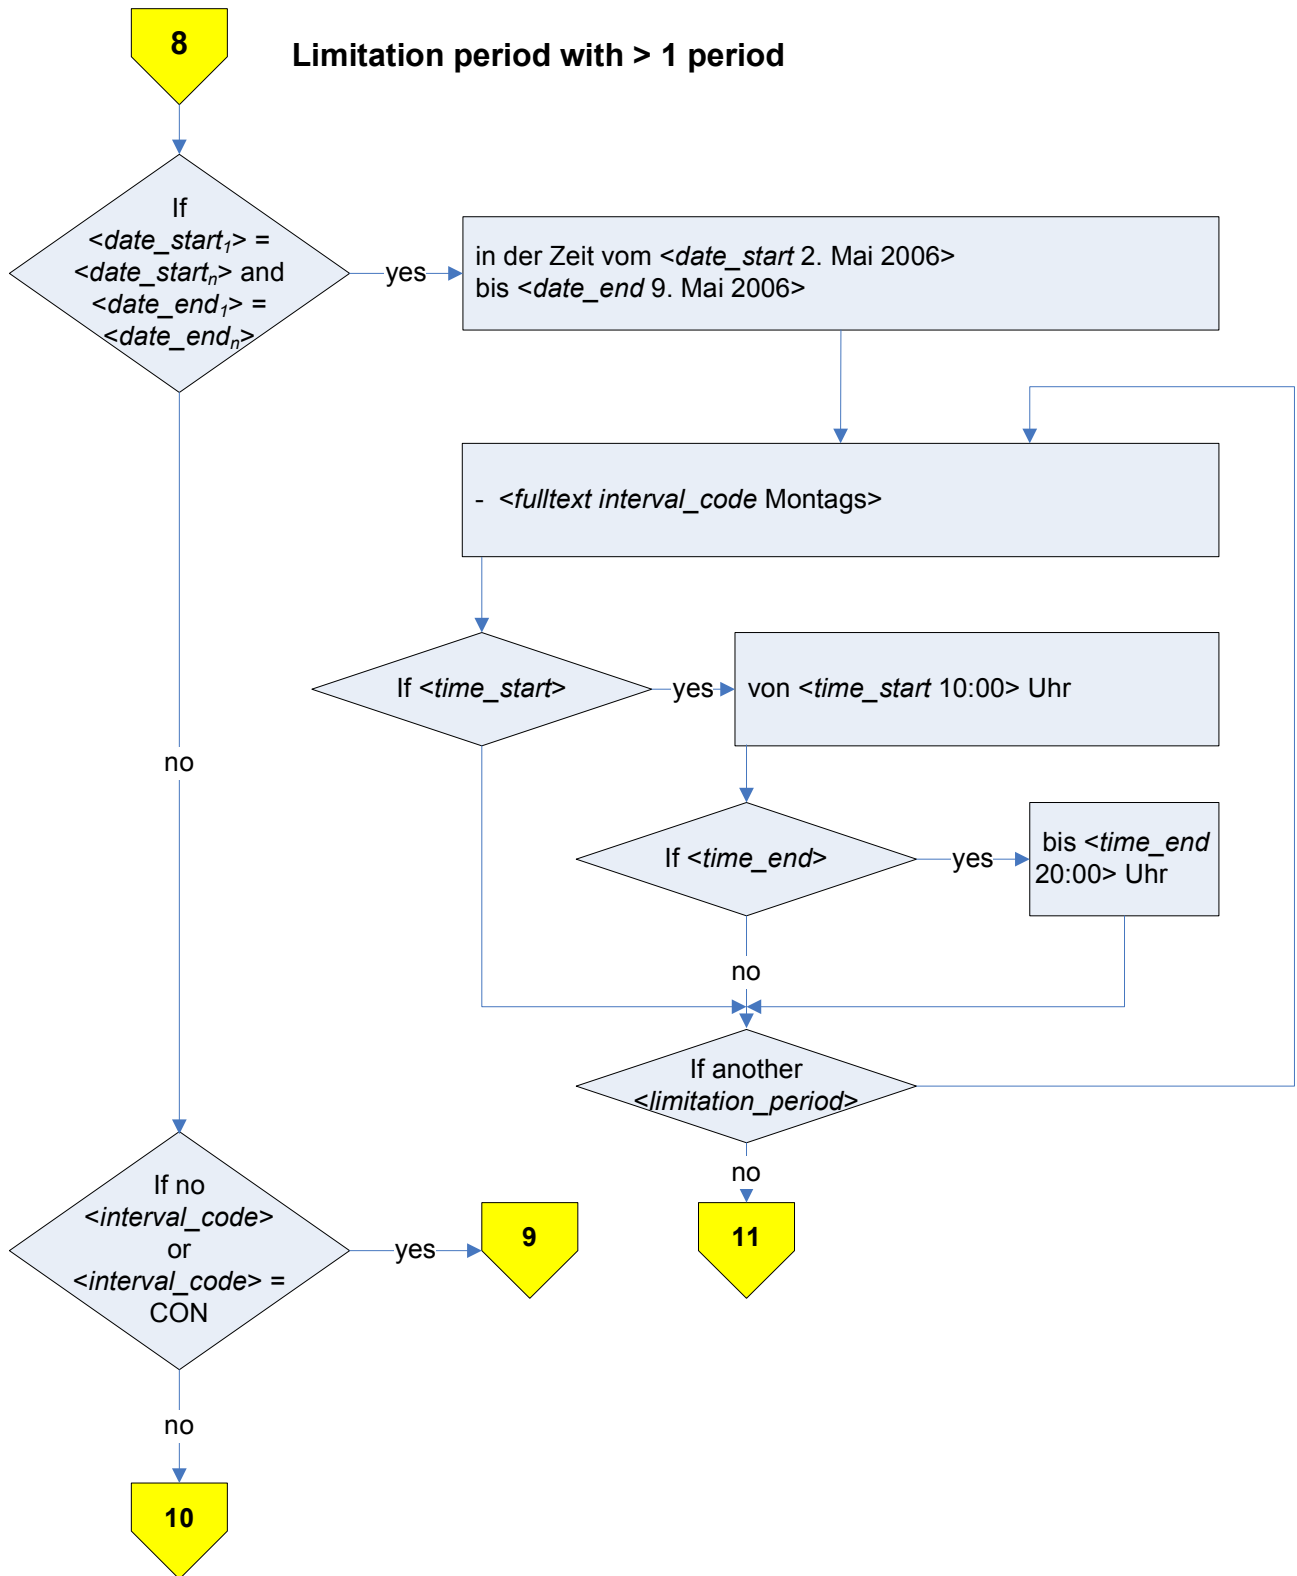 8
Limitation period with > 1 period
If
<date_start₁> =
<date_startₙ> and
<date_end₁> =
<date_endₙ>
yes
in der Zeit vom <date_start 2. Mai 2006>
bis <date_end 9. Mai 2006>
- <fulltext interval_code Montags>
If <time_start>
yes
von <time_start 10:00> Uhr
no
If <time_end>
yes
bis <time_end
20:00> Uhr
no
If another
<limitation_period>
no
If no
<interval_code>
or
<interval_code> =
CON
yes
9
11
no
10